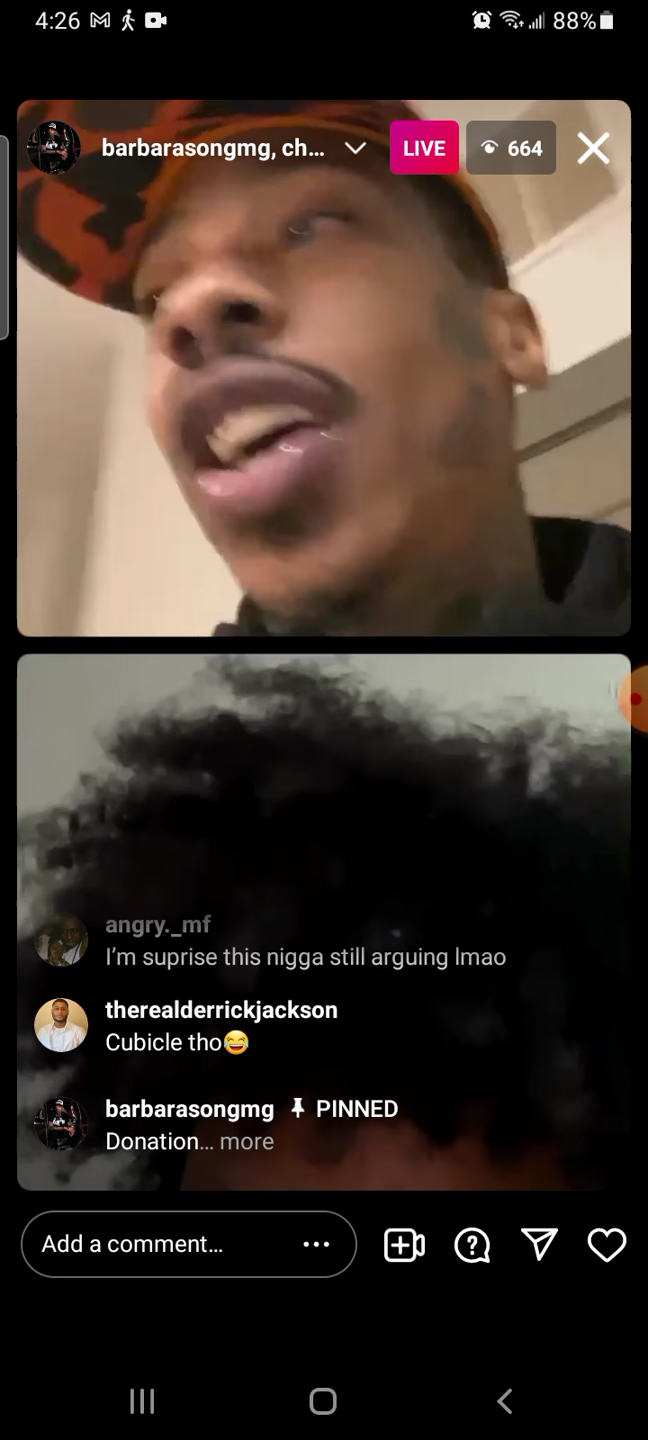 4:26
88%
barbarasongmg, ch...
LIVE
664
angry._mf
I'm suprise this nigga still arguing lmao
therealderrickjackson
Cubicle tho😂
barbarasongmg PINNED
Donation... more
Add a comment...